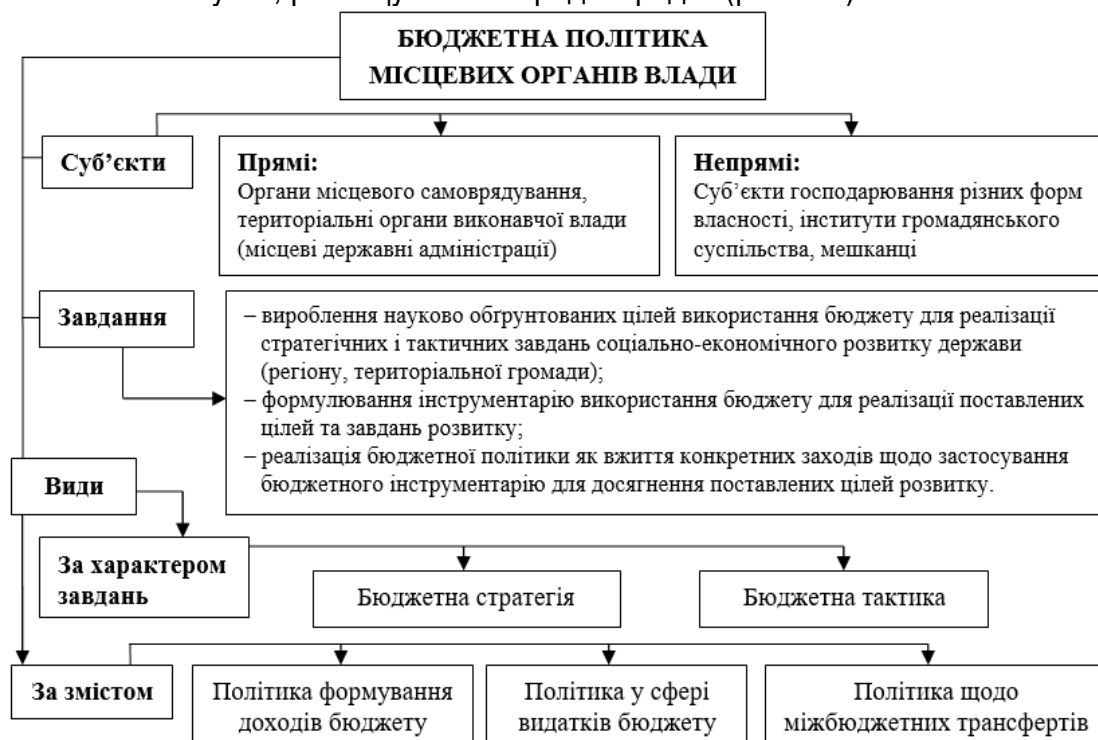 БЮДЖЕТНА ПОЛІТИКА
МІСЦЕВИХ ОРГАНІВ ВЛАДИ
Суб’єкти
Прямі:
Органи місцевого самоврядування,
територіальні органи виконавчої влади
(місцеві державні адміністрації)
Непрямі:
Суб’єкти господарювання різних форм
власності, інститути громадянського
суспільства, мешканці
Завдання
– вироблення науково обґрунтованих цілей використання бюджету для реалізації
стратегічних і тактичних завдань соціально-економічного розвитку держави
(регіону, територіальної громади);
– формулювання інструментарію використання бюджету для реалізації поставлених
цілей та завдань розвитку;
– реалізація бюджетної політики як вжиття конкретних заходів щодо застосування
бюджетного інструментарію для досягнення поставлених цілей розвитку.
Види
За характером
завдань
Бюджетна стратегія
Бюджетна тактика
За змістом
Політика формування
доходів бюджету
Політика у сфері
видатків бюджету
Політика щодо
міжбюджетних трансфертів